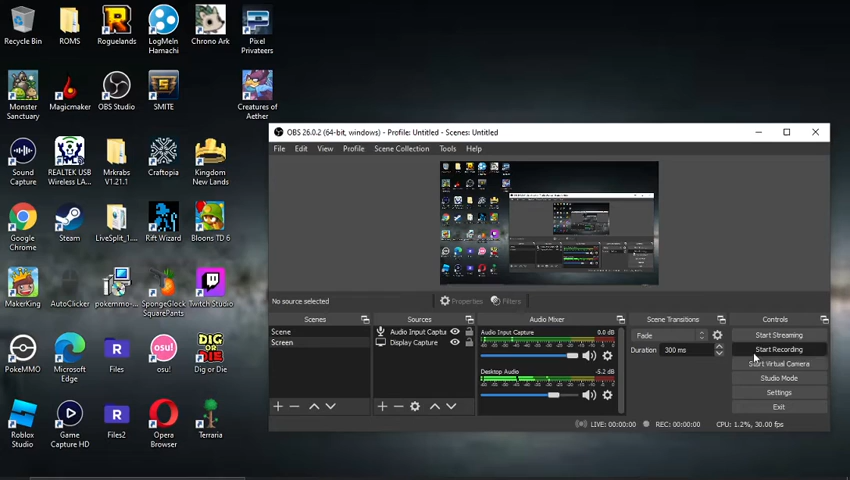 Recycle Bin
ROMS
Roguelands
LogMeIn
Hamachi
Chrono Ark
Pixel
Privateers
Monster
Sanctuary
Magicmaker
OBS Studio
SMITE
Creatures of
Aether
Sound
Capture
REALTEK USB
Wireless LA...
Mrkrabs
V1.21.1
Craftopia
Kingdom
New Lands
Google
Chrome
Steam
LiveSplit_1....
Rift Wizard
Bloons TD 6
MakerKing
AutoClicker
pokemmo-...
SpongeGlock
SquarePants
Twitch Studio
PokeMMO
Microsoft
Edge
Files
osu!
osu!
DIG
OR
DIE
Dig or Die
Roblox
Studio
Game
Capture HD
Files2
Opera
Browser
Terraria
OBS 26.0.2 (64-bit, windows) - Profile: Untitled - Scenes: Untitled
File Edit View Profile Scene Collection Tools Help
No source selected
Properties Filters
Scenes
Scene
Screen
Sources
Audio Input Captu
Display Capture
Audio Mixer
Audio Input Capture 0.0 dB
Desktop Audio -5.2 dB
Scene Transitions
Fade
Duration 300 ms
Controls
Start Streaming
Start Recording
Start Virtual Camera
Studio Mode
Settings
Exit
LIVE: 00:00:00 REC: 00:00:00 CPU: 1.2%, 30.00 fps